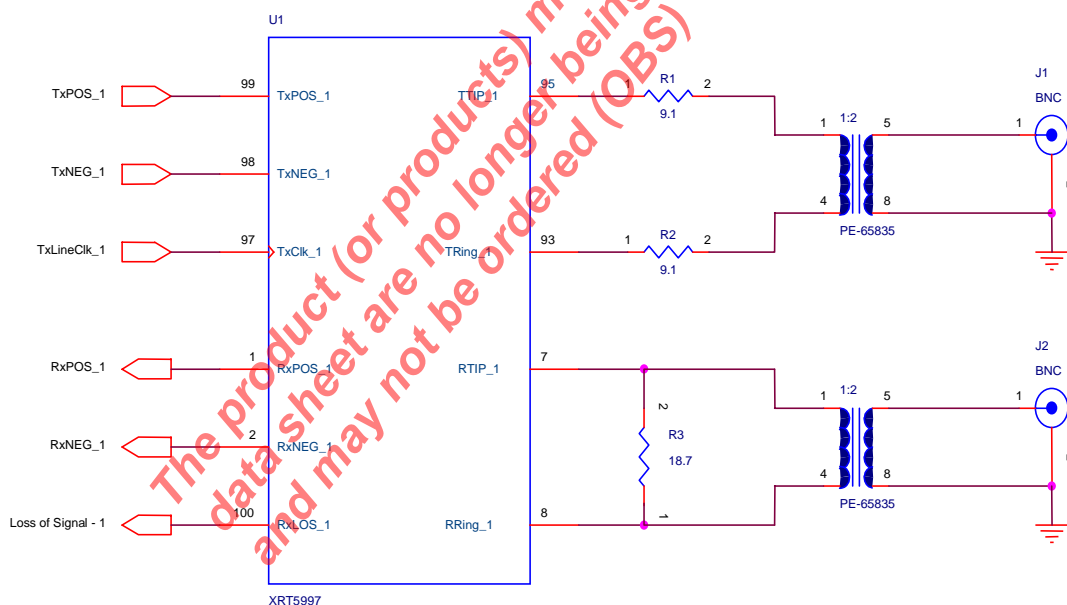 U1
TxPOS_1
99
TxPOS_1
TTIP_1
95
1
R1
2
9.1
TxNEG_1
98
TxNEG_1
TxLineClk_1
97
TxClk_1
TRing_1
93
1
R2
2
9.1
1:2
1
5
4
8
PE-65835
J1
BNC
1
RxPOS_1
1
RxPOS_1
RTIP_1
7
RxNEG_1
2
RxNEG_1
2
R3
18.7
1
Loss of Signal - 1
100
RxLOS_1
RRing_1
8
1:2
1
5
4
8
PE-65835
J2
BNC
1
XRT5997
The product (or products)
data sheet are no longer being
and may not be ordered (OBS)